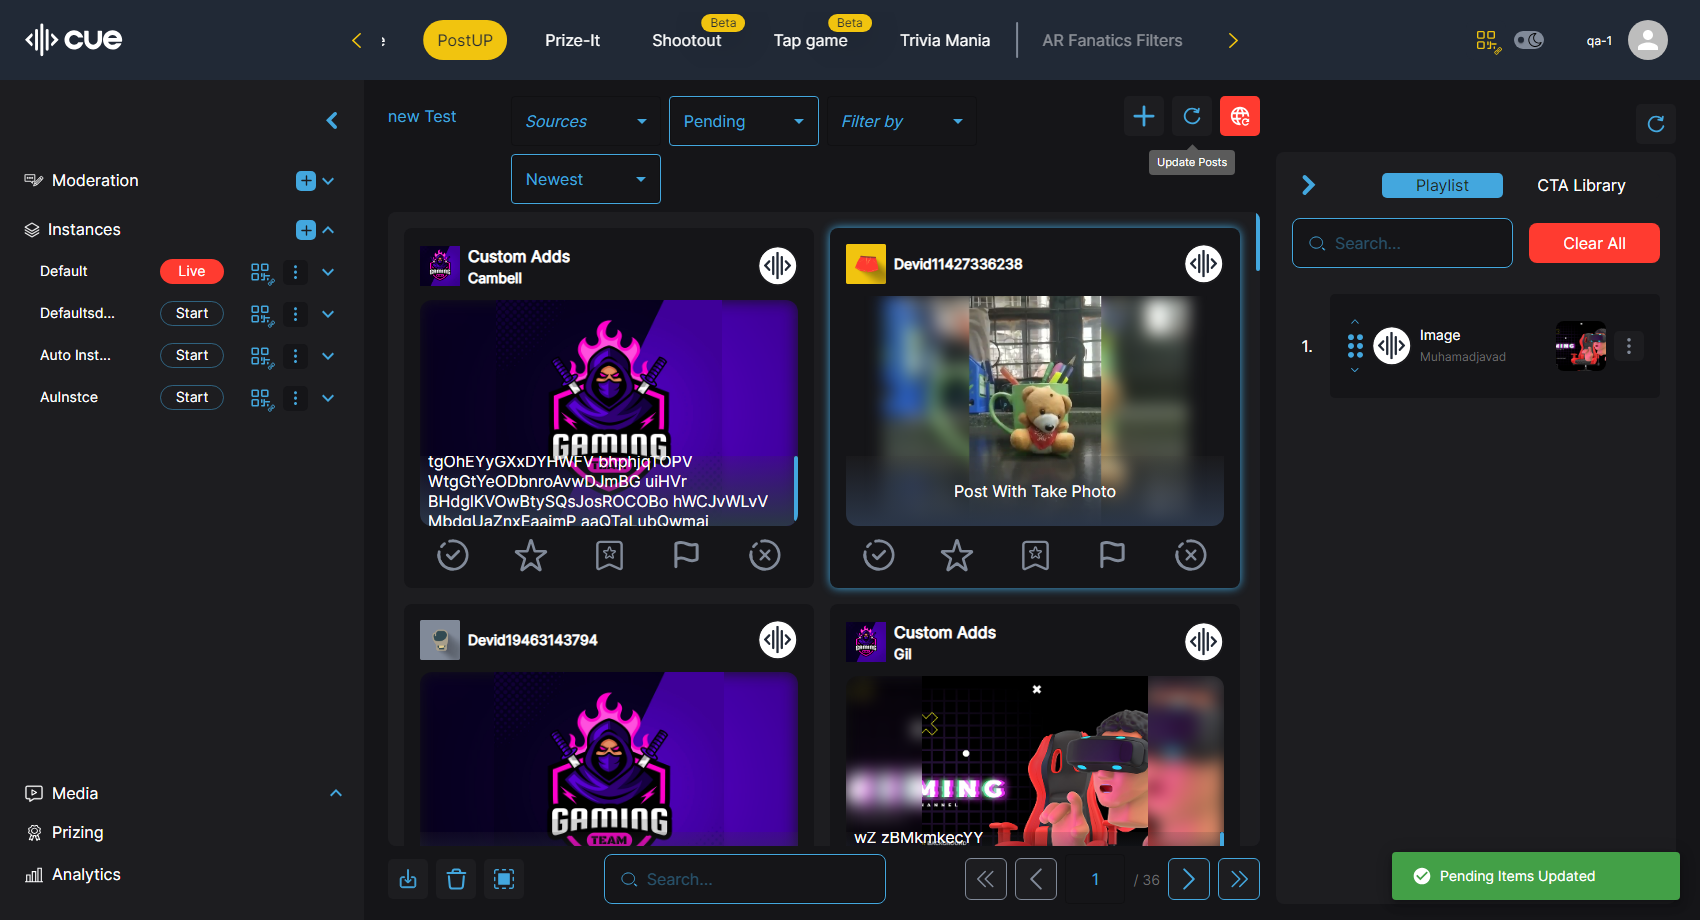 cue
PostUP
Prize-It
Beta
Shootout
Beta
Tap game
Trivia Mania
AR Fanatics Filters
qa-1
new Test
Sources
Pending
Filter by
Newest
Update Posts
Moderation
Instances
Default
Live
Defaultsd...
Start
Auto Inst...
Start
AuInstce
Start
Media
Prizing
Analytics
Custom Adds
Cambell
GAMING
tgOhEYyGXxDYHWFV bhphjqTOPV
WtgGtYeODbnroAvwDJmBG uiHVr
BHdglKVOwBtySQsJosROCOBo hWCJvWLvV
MbdgUaZnxEaaimP aaQTaLubQwmai
Devid11427336238
Post With Take Photo
Devid19463143794
GAMING
TEAM
Custom Adds
Gil
MING
wZ zBMkmkecYY
Search...
1
/ 36
Playlist
CTA Library
Search...
Clear All
1.
Image
Muhamadjavad
Pending Items Updated